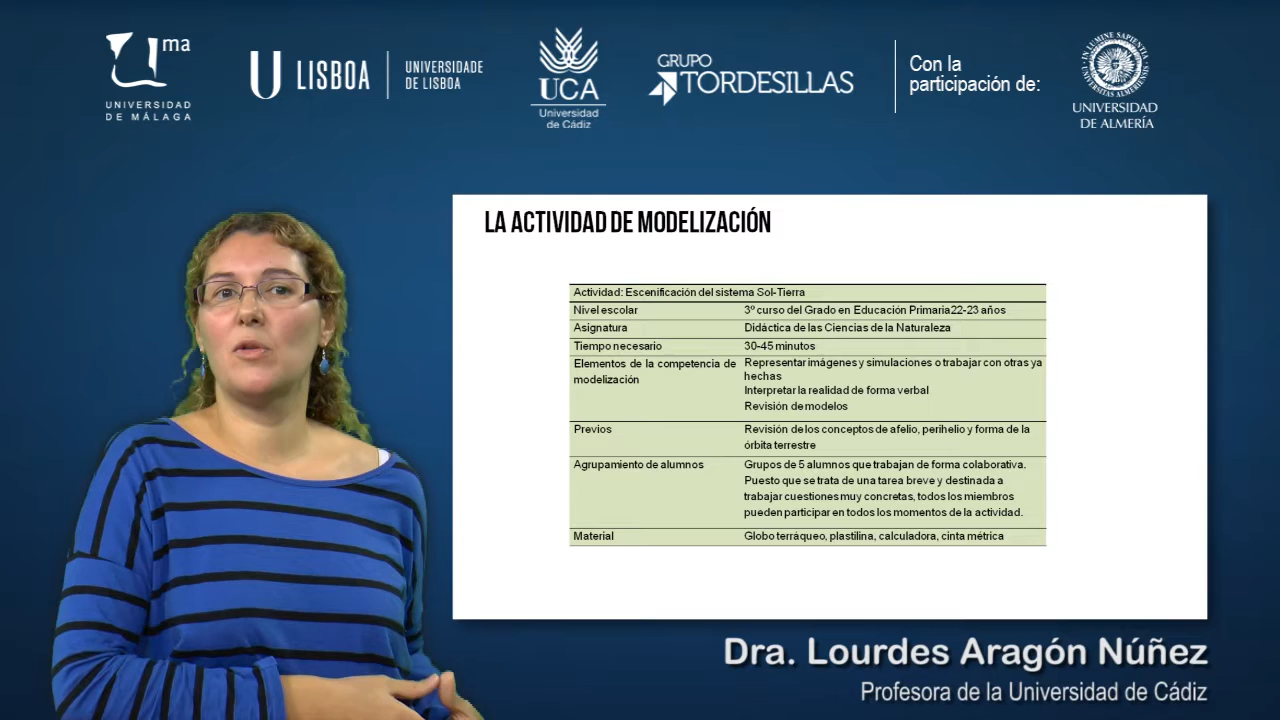 uma
UNIVERSIDAD
DE MÁLAGA
U LISBOA
UNIVERSIDADE
DE LISBOA
UCA
Universidad
de Cádiz
GRUPO
TORDESILLAS
Con la
participación de:
UNIVERSIDAD
DE ALMERÍA
LA ACTIVIDAD DE MODELIZACIÓN
Actividad: Escenificación del sistema Sol-Tierra
Nivel escolar 3º curso del Grado en Educación Primaria22-23 años
Asignatura Didáctica de las Ciencias de la Naturaleza
Tiempo necesario 30-45 minutos
Elementos de la competencia de modelización
Representar imágenes y simulaciones o trabajar con otras ya
hechas
Interpretar la realidad de forma verbal
Revisión de modelos
Previos Revisión de los conceptos de afelio, perihelio y forma de la
órbita terrestre
Agrupamiento de alumnos Grupos de 5 alumnos que trabajan de forma colaborativa.
Puesto que se trata de una tarea breve y destinada a
trabajar cuestiones muy concretas, todos los miembros
pueden participar en todos los momentos de la actividad.
Material Globo terráqueo, plastilina, calculadora, cinta métrica
Dra. Lourdes Aragón Núñez
Profesora de la Universidad de Cádiz